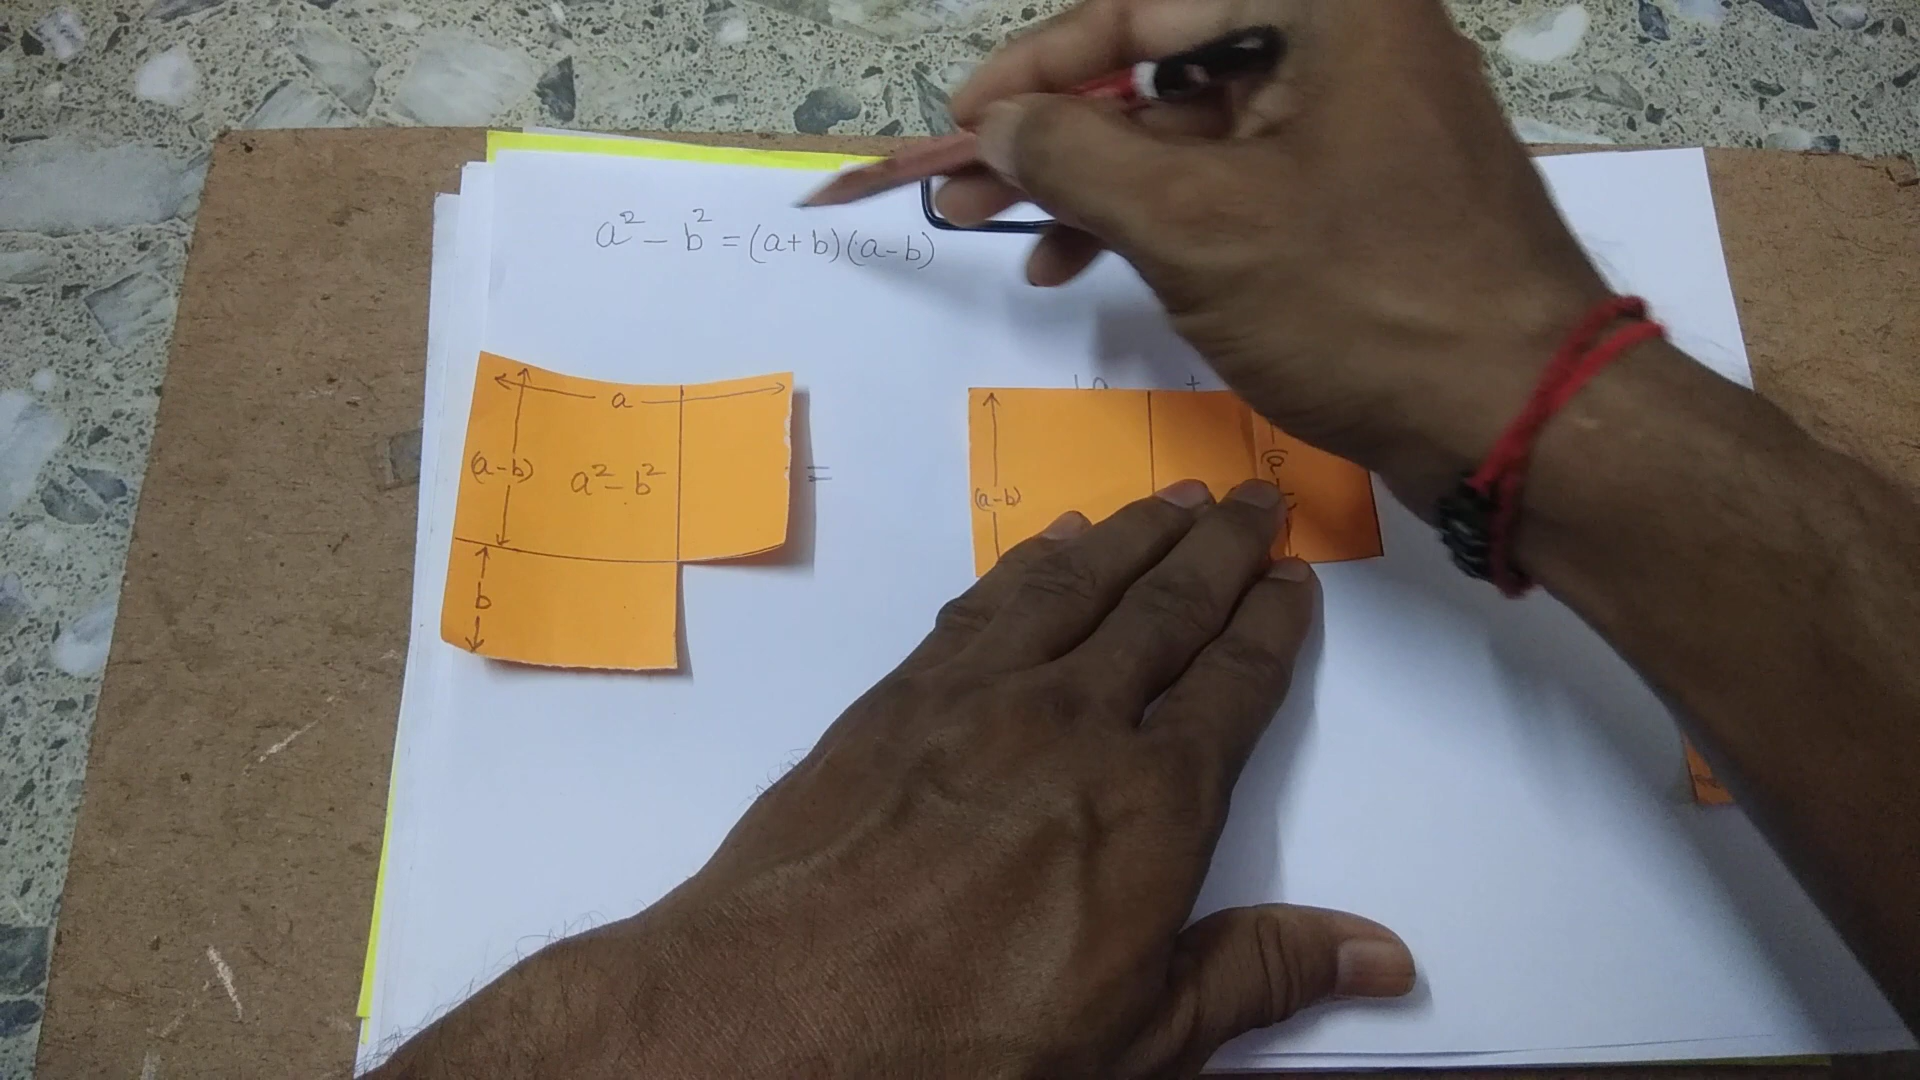 a² - b² = (a+b)(a-b)
a
(a-b) a² - b² =
b
+
(a-b)